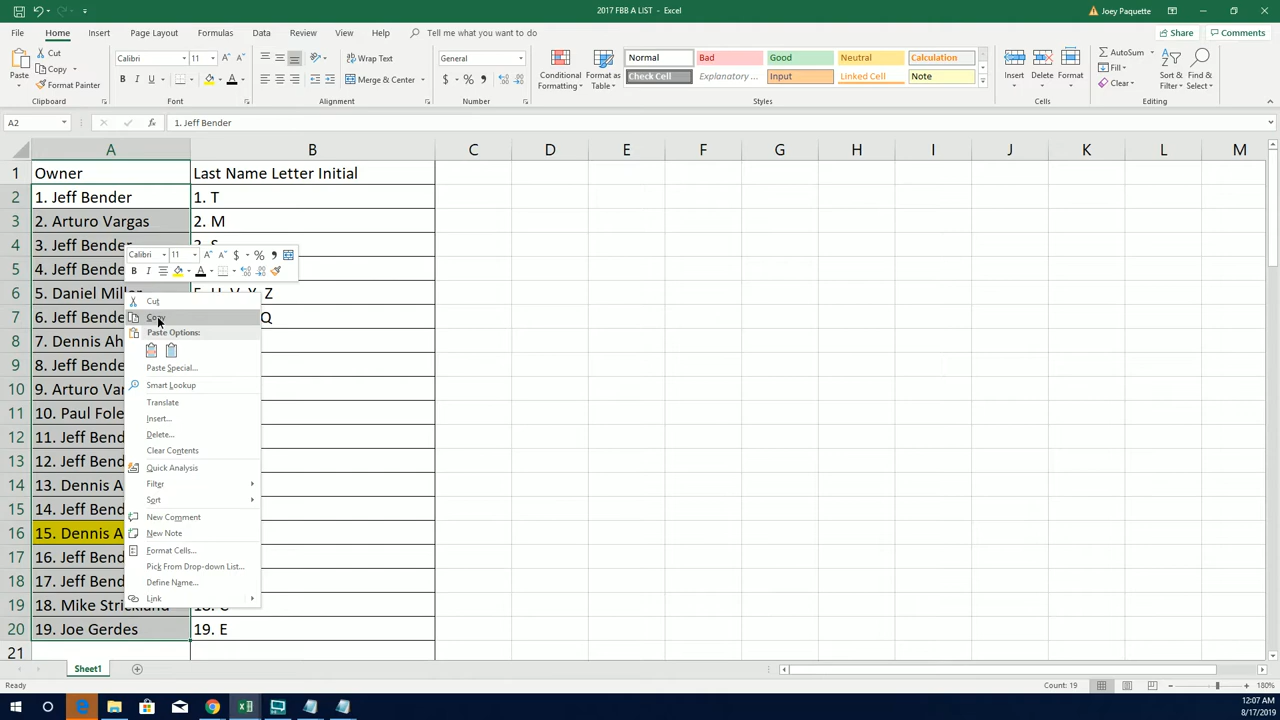 2017 FBB A LIST - Excel
Joey Paquette
File Home Insert Page Layout Formulas Data Review View Help Tell me what you want to do
Share Comments
Paste
Cut
Copy
Format Painter
Clipboard
Calibri 11
B I U
Font
Wrap Text
Merge & Center
Alignment
General
$ % ,
Number
Conditional Formatting
Format as Table
Normal Bad Good Neutral Calculation
Check Cell Explanatory ... Input Linked Cell Note
Styles
Insert Delete Format
Cells
AutoSum
Fill
Clear
Sort & Filter
Find & Select
Editing
A2 fx 1. Jeff Bender
A B C D E F G H I J K L M
1 Owner Last Name Letter Initial
2 1. Jeff Bender 1. T
3 2. Arturo Vargas 2. M
4 3. Jeff Bender
5 4. Jeff Bende
6 5. Daniel Miller Z
7 6. Jeff Bende Q
8 7. Dennis Ah
9 8. Jeff Bende
10 9. Arturo Var
11 10. Paul Fole
12 11. Jeff Bend
13 12. Jeff Bend
14 13. Dennis A
15 14. Jeff Bend
16 15. Dennis A
17 16. Jeff Bend
18 17. Jeff Bend
19 18. Mike Strickland
20 19. Joe Gerdes 19. E
21
Calibri 11 A A $ % ,
B I A
Cut
Copy
Paste Options:
Paste Special...
Smart Lookup
Translate
Insert...
Delete...
Clear Contents
Quick Analysis
Filter
Sort
New Comment
New Note
Format Cells...
Pick From Drop-down List...
Define Name...
Link
Sheet1
Ready
Count: 19
180%
12:07 AM
8/17/2019